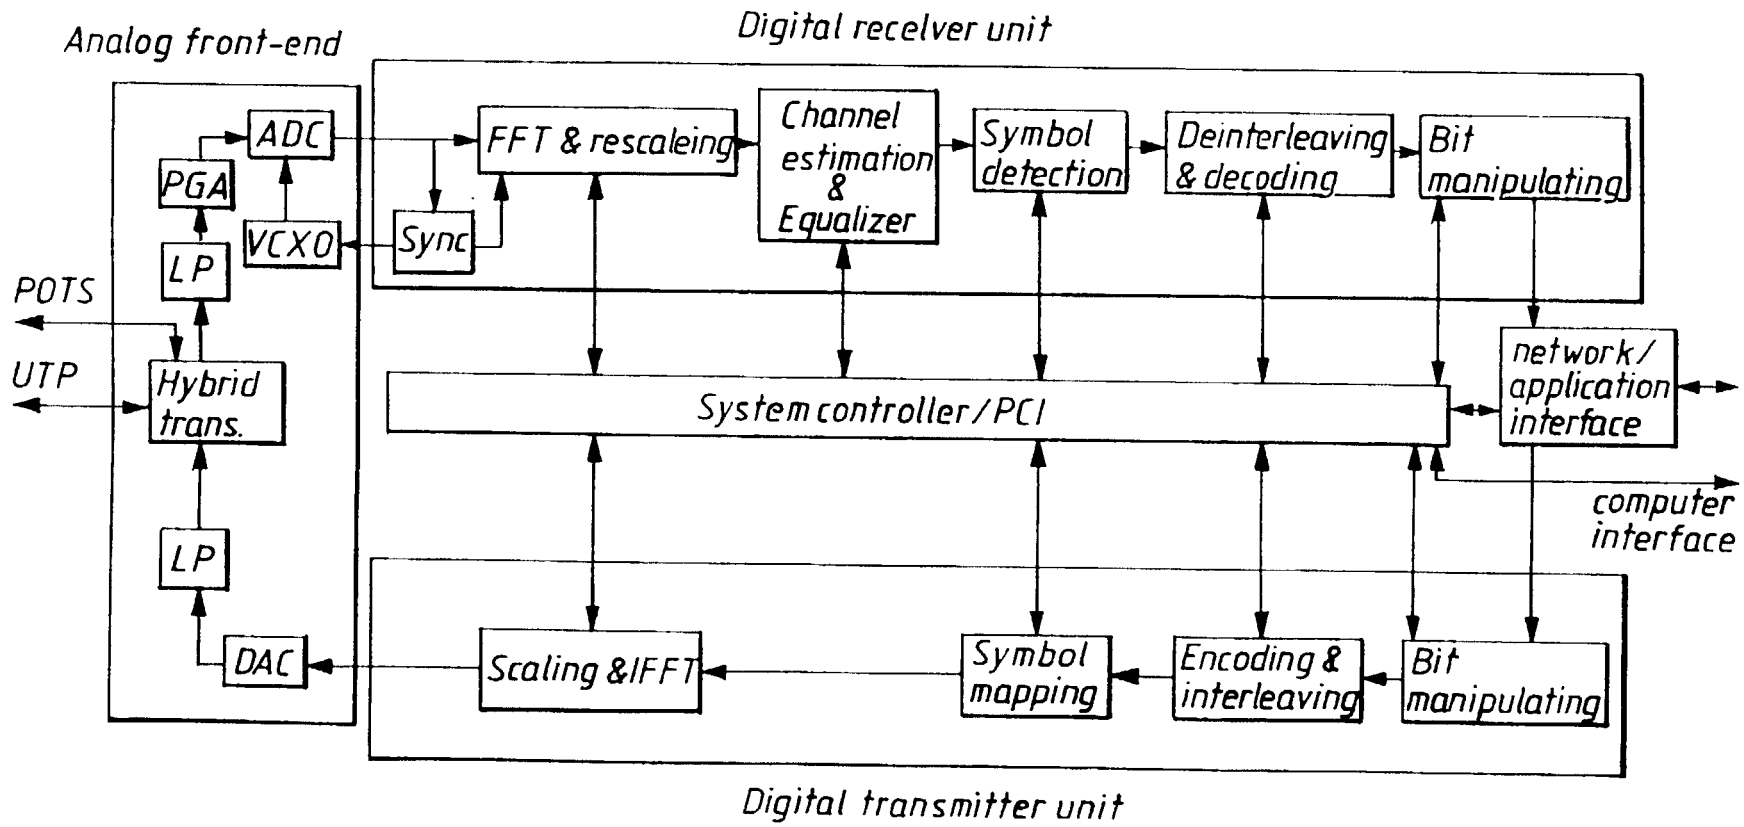 Digital recelver unit
Analog front-end
ADC
PGA
VCXO
LP
POTS
UTP
Hybrid
trans.
LP
DAC
FFT & rescaleing
Sync
Channel
estimation
&
Equalizer
Symbol
detection
Deinterleaving
& decoding
Bit
manipulating
System controller/PCI
network/
application
interface
computer
interface
Scaling &IFFT
Symbol
mapping
Encoding &
interleaving
Bit
manipulating
Digital transmitter unit